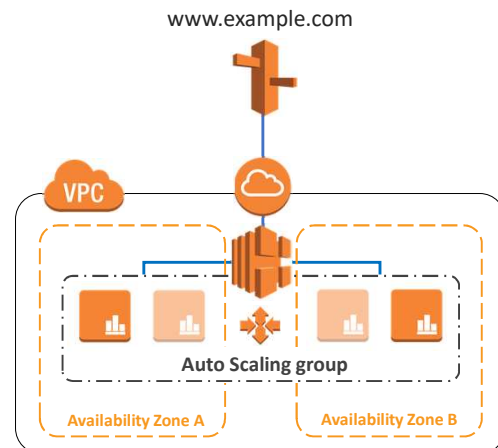 www.example.com
VPC
Auto Scaling group
Availability Zone A
Availability Zone B